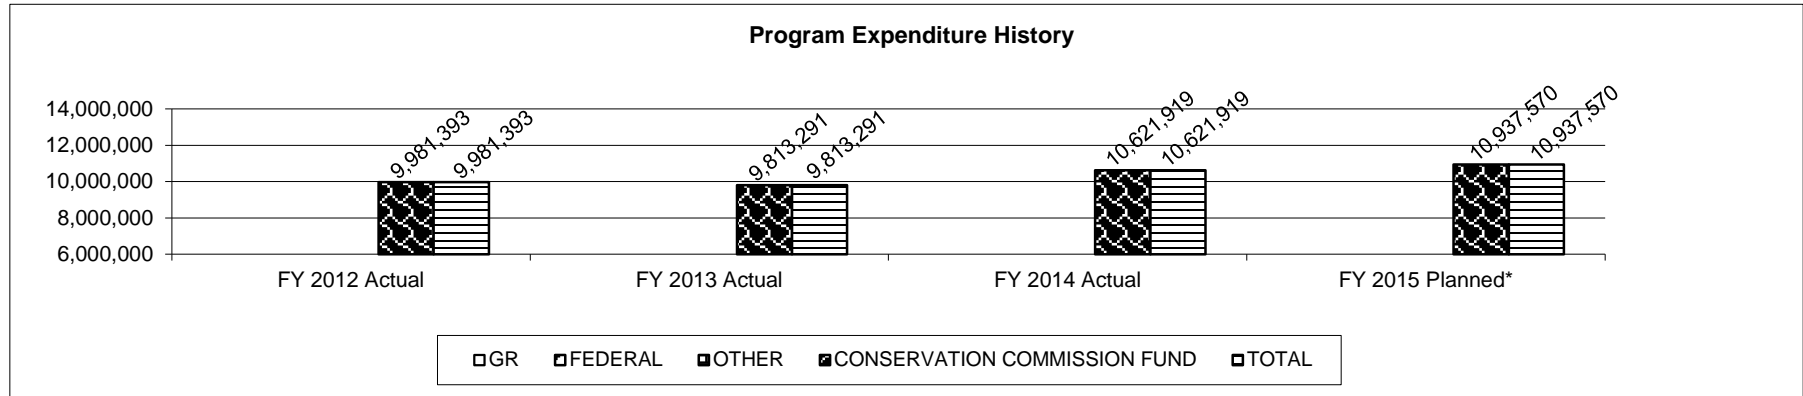 Program Expenditure History
14,000,000
12,000,000
10,000,000
8,000,000
6,000,000
9,981,393
9,981,393
9,813,291
9,813,291
10,621,919
10,621,919
10,937,570
10,937,570
FY 2012 Actual
FY 2013 Actual
FY 2014 Actual
FY 2015 Planned*
GR
FEDERAL
OTHER
CONSERVATION COMMISSION FUND
TOTAL